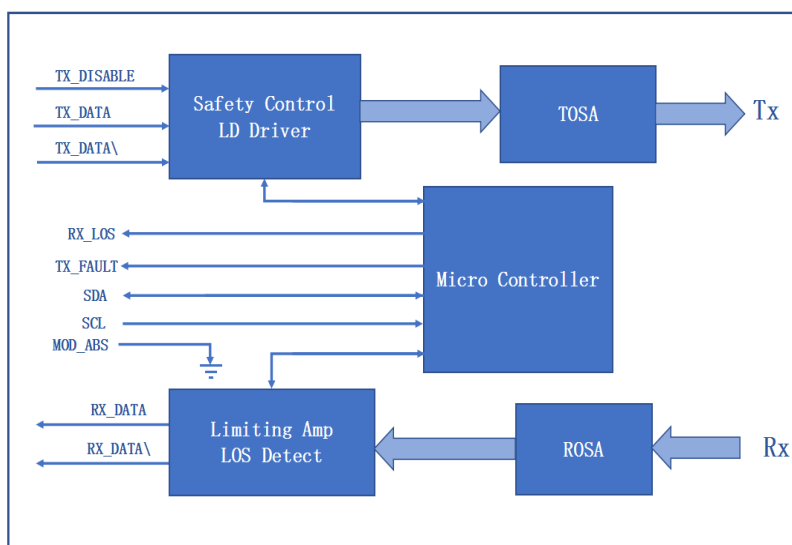 TX_DISABLE
TX_DATA
TX_DATA\
Safety Control
LD Driver
TOSA
Tx
RX_LOS
TX_FAULT
SDA
SCL
MOD_ABS
Micro Controller
RX_DATA
RX_DATA\
Limiting Amp
LOS Detect
ROSA
Rx